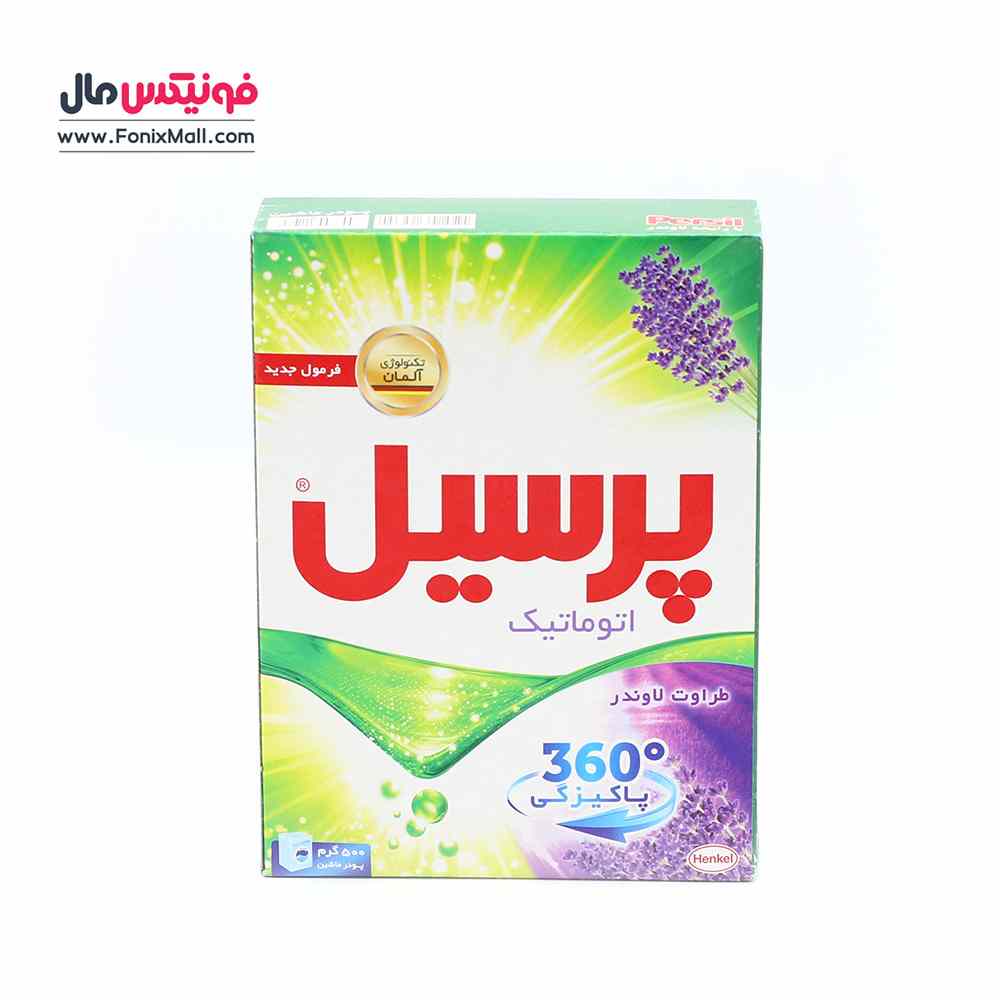 فونیکس مال
www.FonixMall.com
Persil
فرمول جدید
تکنولوژی
آلمان
پرسیل®
اتوماتیک
طراوت لاوندر
360°
پاکیزگی
۵۰۰ گرم
پودر ماشین
Henkel